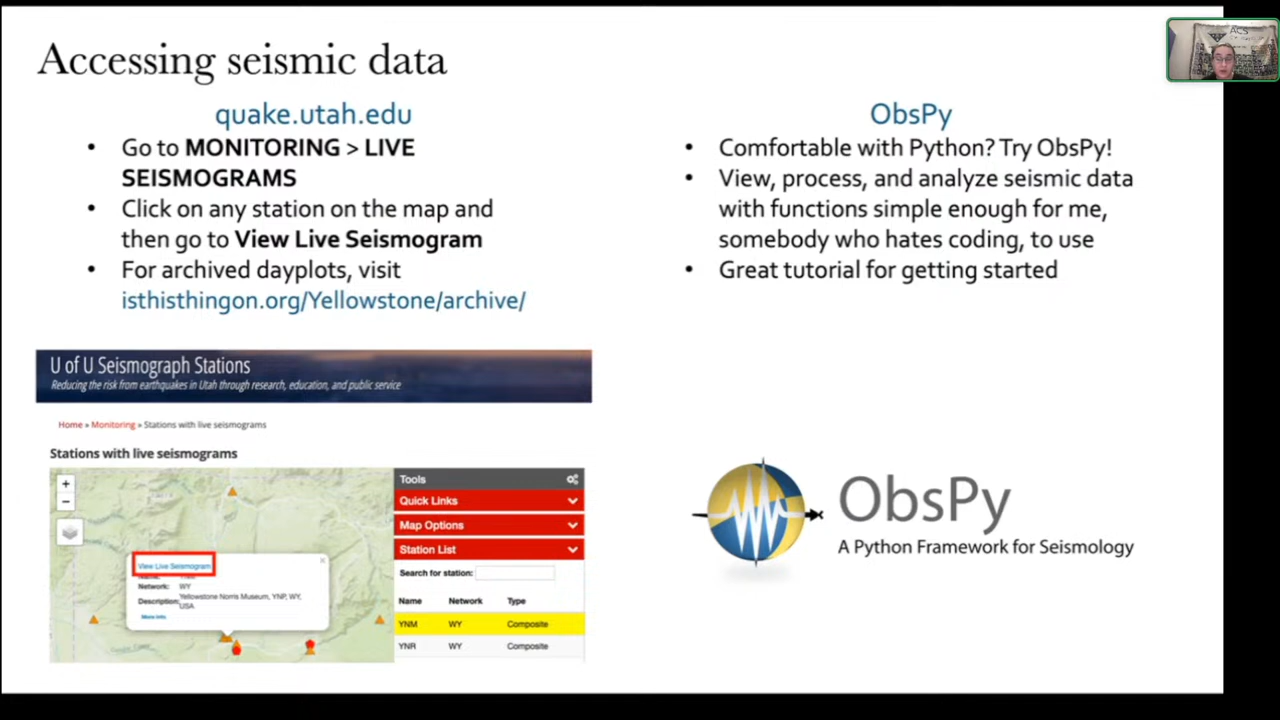 Accessing seismic data
quake.utah.edu
• Go to MONITORING > LIVE
SEISMOGRAMS
• Click on any station on the map and
then go to View Live Seismogram
• For archived dayplots, visit
isthisthingon.org/Yellowstone/archive/
ObsPy
• Comfortable with Python? Try ObsPy!
• View, process, and analyze seismic data
with functions simple enough for me,
somebody who hates coding, to use
• Great tutorial for getting started
U of U Seismograph Stations
Reducing the risk from earthquakes in Utah through research, education, and public service
Home » Monitoring » Stations with live seismograms
Stations with live seismograms
View Live Seismogram
Network: WY
Description: Yellowstone Norris Museum, YNP, WY,
USA
More Info
Tools
Quick Links
Map Options
Station List
Search for station:
Name Network Type
YNM WY Composite
YNR WY Composite
ObsPy
A Python Framework for Seismology
ACS